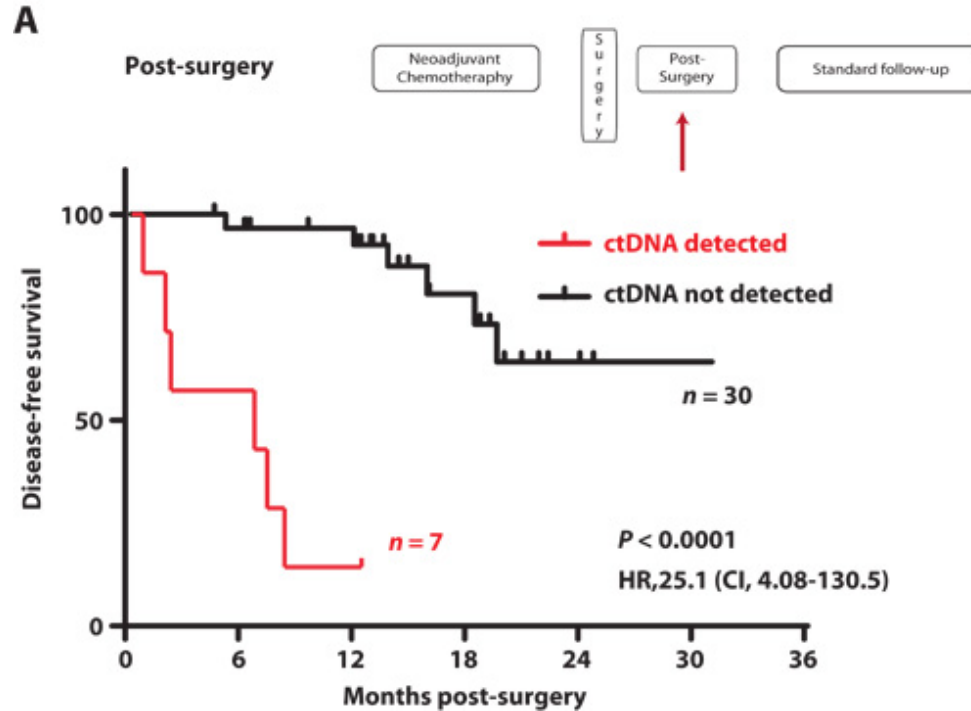 A
Post-surgery
Neoadjuvant
Chemotheraphy
Surgery
Post-
Surgery
Standard follow-up
Disease-free survival
100
50
0
ctDNA detected
ctDNA not detected
n = 30
n = 7
P < 0.0001
HR,25.1 (CI, 4.08-130.5)
0 6 12 18 24 30 36
Months post-surgery